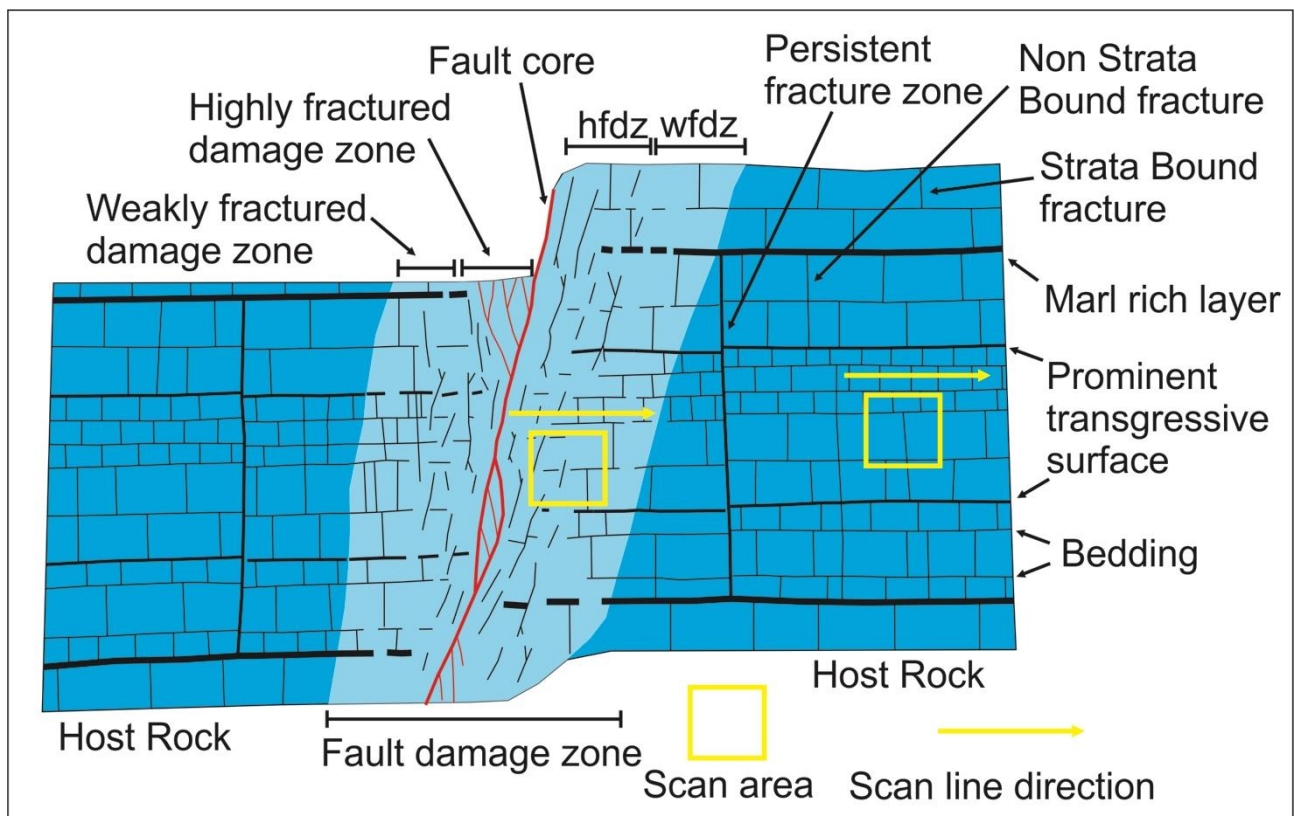 Fault core
Highly fractured
damage zone
Weakly fractured
damage zone
hfdz wfdz
Persistent
fracture zone
Non Strata
Bound fracture
Strata Bound
fracture
Marl rich layer
Prominent
transgressive
surface
Bedding
Host Rock
Host Rock
Fault damage zone
Scan area
Scan line direction